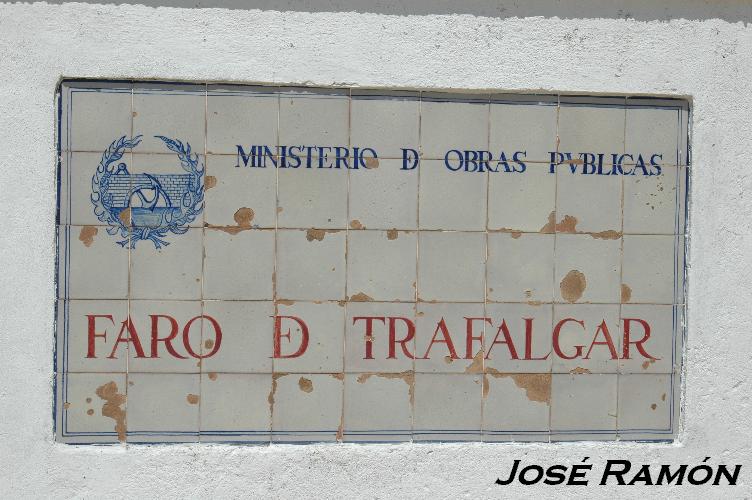 MINISTERIO Đ OBRAS PVBLICAS
FARO Đ TRAFALGAR
JOSÉ RAMÓN